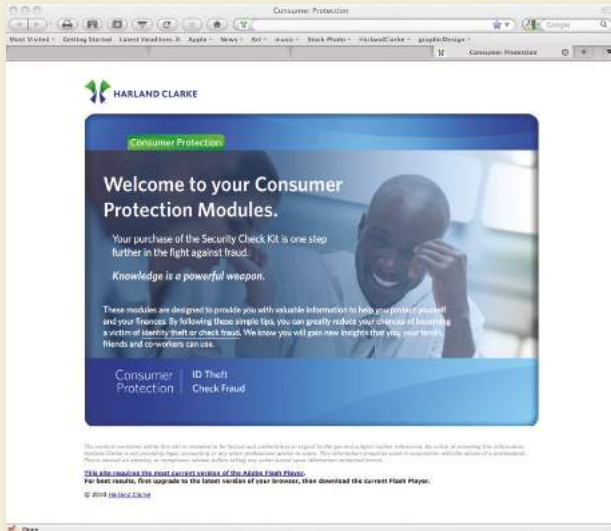 Consumer Protection
Google
Most Visited Getting Started Latest Headlines Apple News Art music Stock Photo HarlandClarke graphicDesign
Consumer Protection
HARLAND CLARKE
Consumer Protection
Welcome to your Consumer
Protection Modules.
Your purchase of the Security Check Kit is one step
further in the fight against fraud.
Knowledge is a powerful weapon.
These modules are designed to provide you with valuable information to help you protect yourself
and your finances. By following these simple tips, you can greatly reduce your chances of becoming
a victim of identity theft or check fraud. We know you will gain new insights that you, your family,
friends and co-workers can use.
Consumer
Protection
ID Theft
Check Fraud
This site requires the most current version of the Adobe Flash Player.
For best results, first upgrade to the latest version of your browser, then download the current Flash Player.
© 2010 Harland Clarke
Done